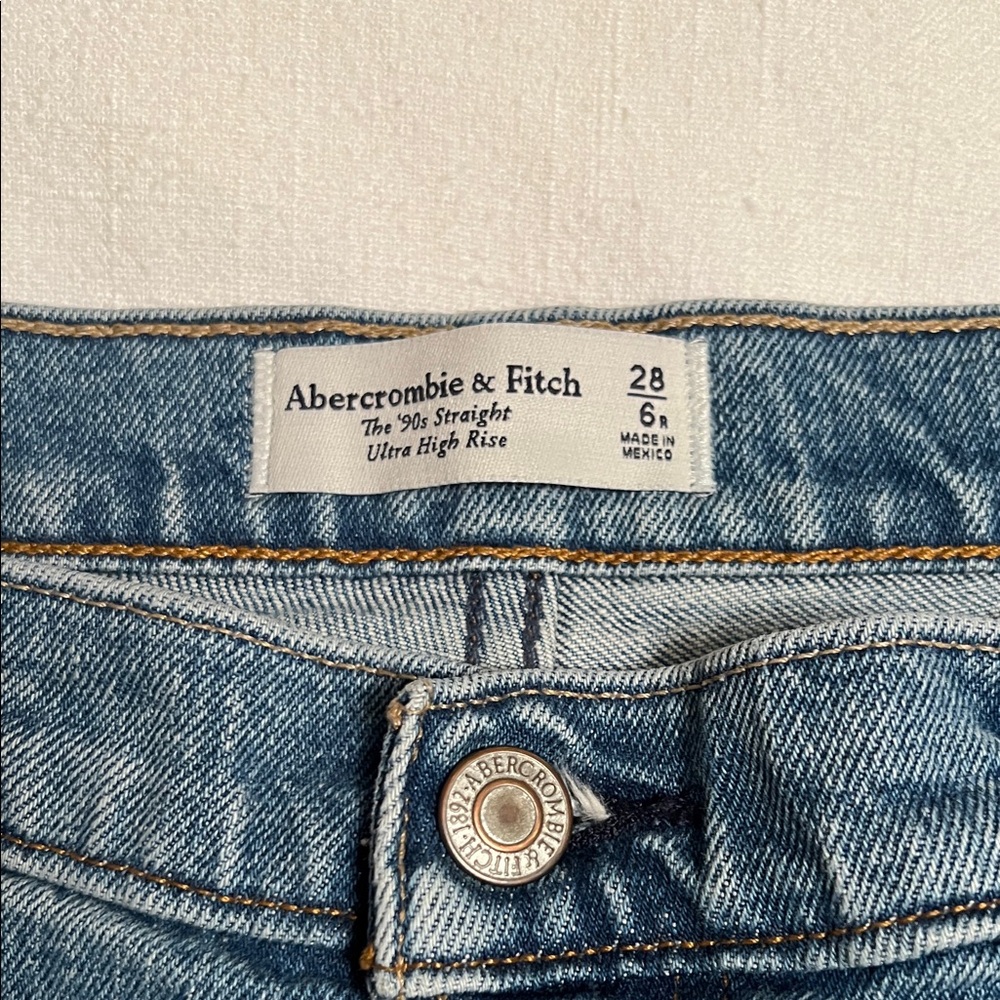 Abercrombie & Fitch
The '90s Straight
Ultra High Rise
28
6R
MADE IN
MEXICO
ABERCROMBIE & FITCH · 1892 ·